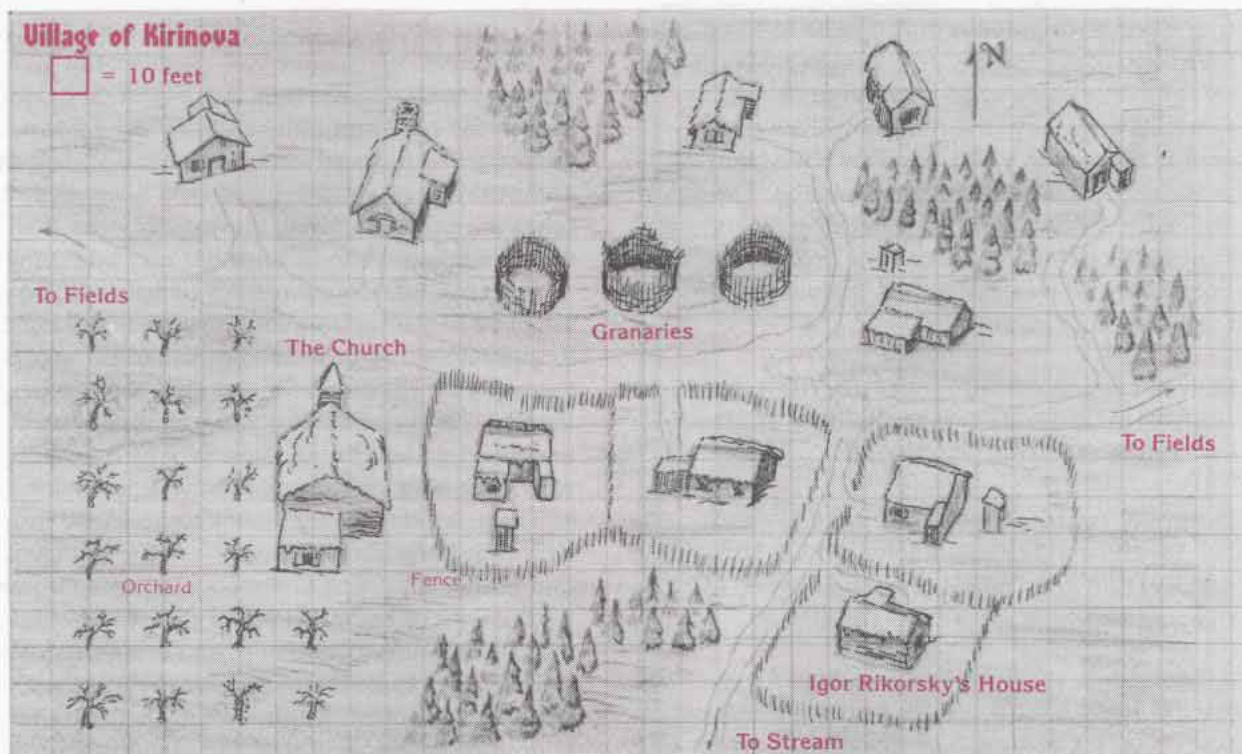 Village of Kirinova
= 10 feet
N
To Fields
The Church
Granaries
To Fields
Orchard
Fence
Igor Rikorsky's House
To Stream